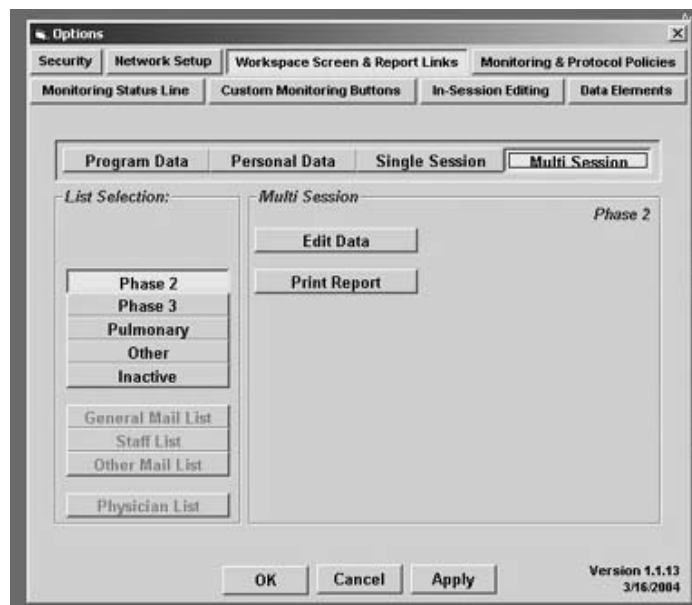 Options
Security Network Setup Workspace Screen & Report Links Monitoring & Protocol Policies
Monitoring Status Line Custom Monitoring Buttons In-Session Editing Data Elements
Program Data Personal Data Single Session Multi Session
List Selection:
Multi Session
Phase 2
Edit Data
Print Report
Phase 2
Phase 3
Pulmonary
Other
Inactive
General Mail List
Staff List
Other Mail List
Physician List
OK Cancel Apply
Version 1.1.13
3/16/2004